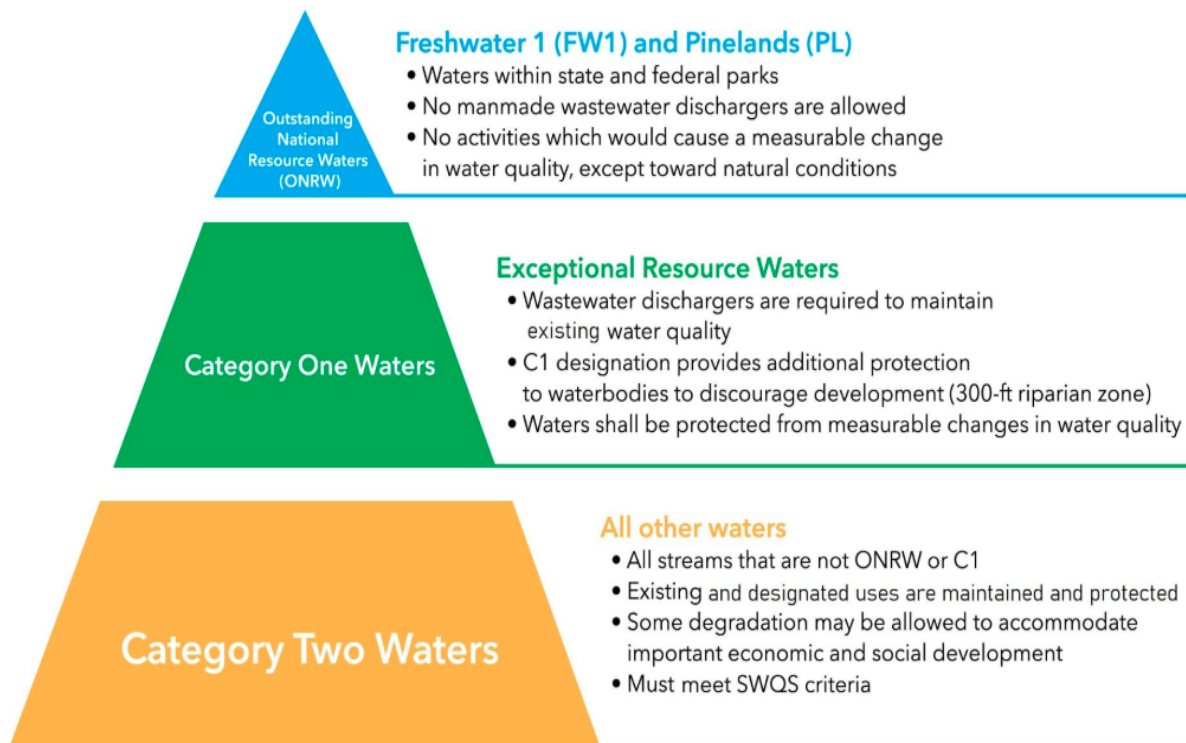 Freshwater 1 (FW1) and Pinelands (PL)
• Waters within state and federal parks
• No manmade wastewater dischargers are allowed
• No activities which would cause a measurable change
in water quality, except toward natural conditions
Outstanding
National
Resource Waters
(ONRW)
Exceptional Resource Waters
• Wastewater dischargers are required to maintain
existing water quality
• C1 designation provides additional protection
to waterbodies to discourage development (300-ft riparian zone)
• Waters shall be protected from measurable changes in water quality
Category One Waters
All other waters
• All streams that are not ONRW or C1
• Existing and designated uses are maintained and protected
• Some degradation may be allowed to accommodate
important economic and social development
• Must meet SWQS criteria
Category Two Waters